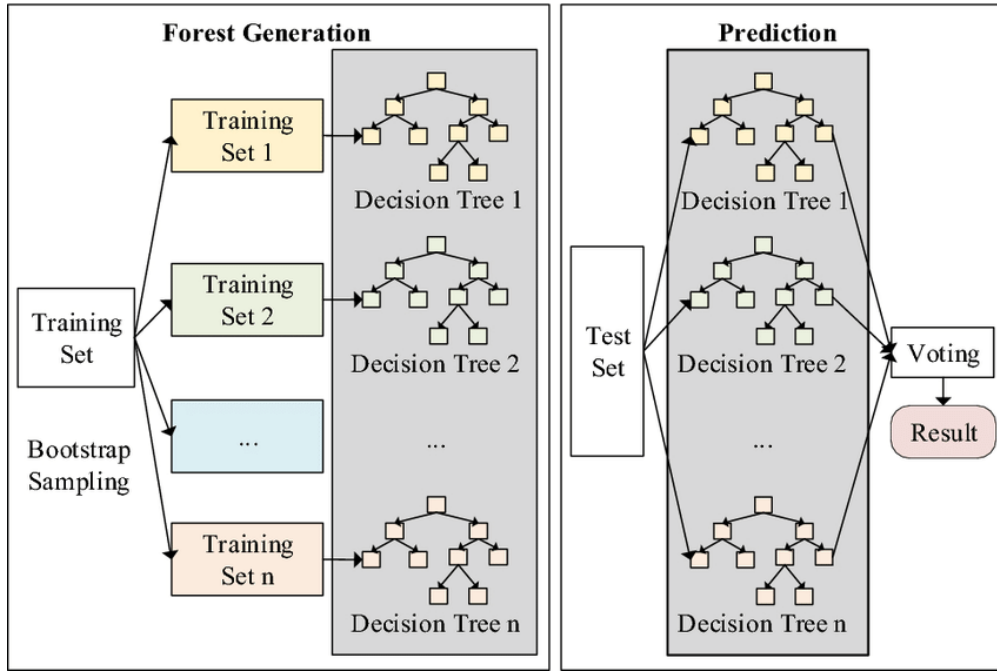 Forest Generation
Training
Set
Bootstrap
Sampling
Training
Set 1
Training
Set 2
...
Training
Set n
Decision Tree 1
Decision Tree 2
...
Decision Tree n
Prediction
Test
Set
Decision Tree 1
Decision Tree 2
...
Decision Tree n
Voting
Result